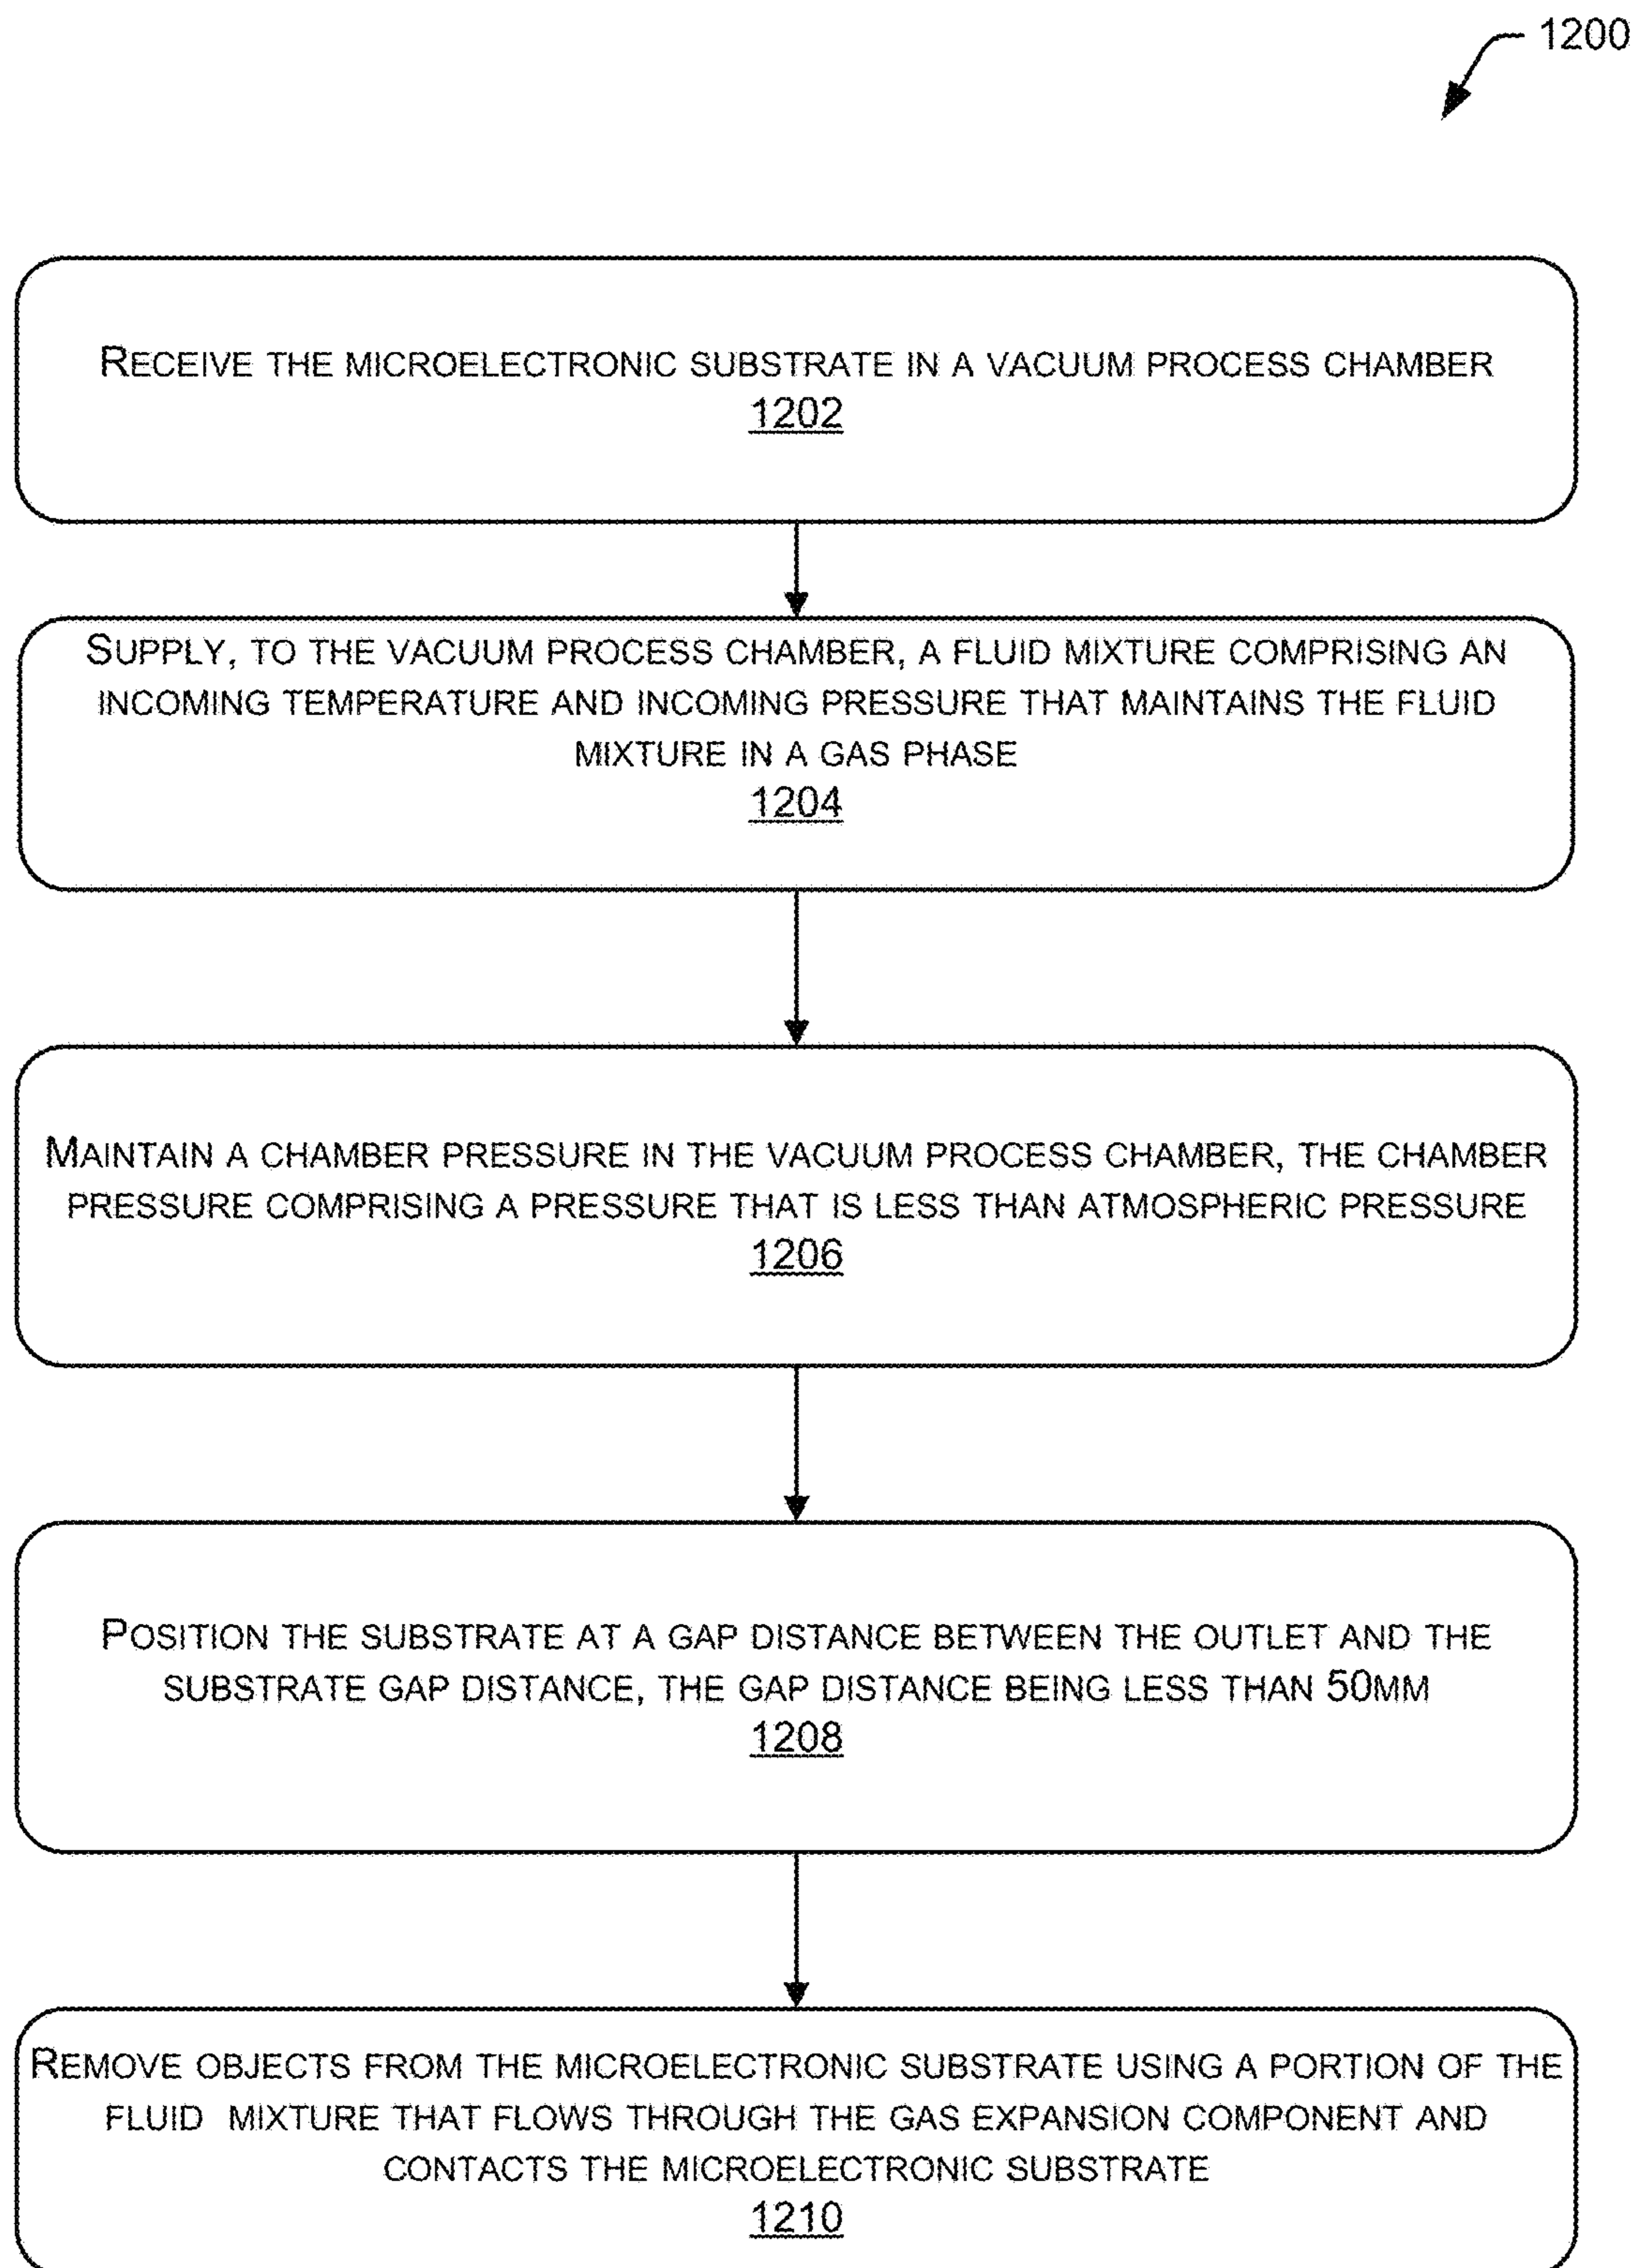 1200
RECEIVE THE MICROELECTRONIC SUBSTRATE IN A VACUUM PROCESS CHAMBER
1202
SUPPLY, TO THE VACUUM PROCESS CHAMBER, A FLUID MIXTURE COMPRISING AN
INCOMING TEMPERATURE AND INCOMING PRESSURE THAT MAINTAINS THE FLUID
MIXTURE IN A GAS PHASE
1204
MAINTAIN A CHAMBER PRESSURE IN THE VACUUM PROCESS CHAMBER, THE CHAMBER
PRESSURE COMPRISING A PRESSURE THAT IS LESS THAN ATMOSPHERIC PRESSURE
1206
POSITION THE SUBSTRATE AT A GAP DISTANCE BETWEEN THE OUTLET AND THE
SUBSTRATE GAP DISTANCE, THE GAP DISTANCE BEING LESS THAN 50MM
1208
REMOVE OBJECTS FROM THE MICROELECTRONIC SUBSTRATE USING A PORTION OF THE
FLUID MIXTURE THAT FLOWS THROUGH THE GAS EXPANSION COMPONENT AND
CONTACTS THE MICROELECTRONIC SUBSTRATE
1210